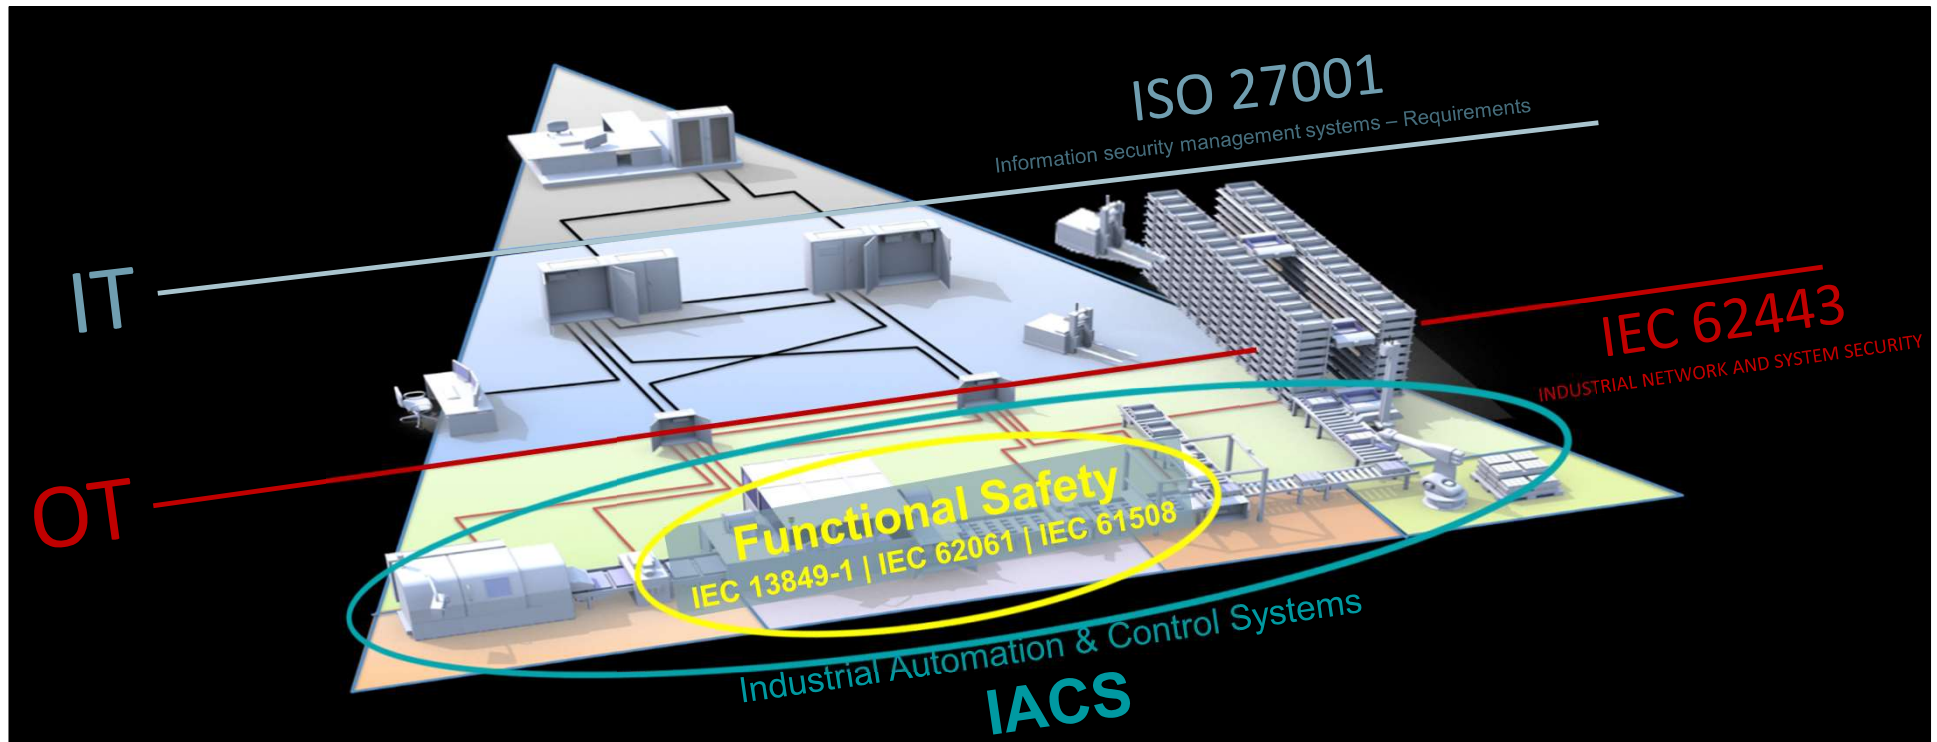 ISO 27001
Information security management systems – Requirements
IT
IEC 62443
INDUSTRIAL NETWORK AND SYSTEM SECURITY
OT
Functional Safety
IEC 13849-1 | IEC 62061 | IEC 61508
Industrial Automation & Control Systems
IACS